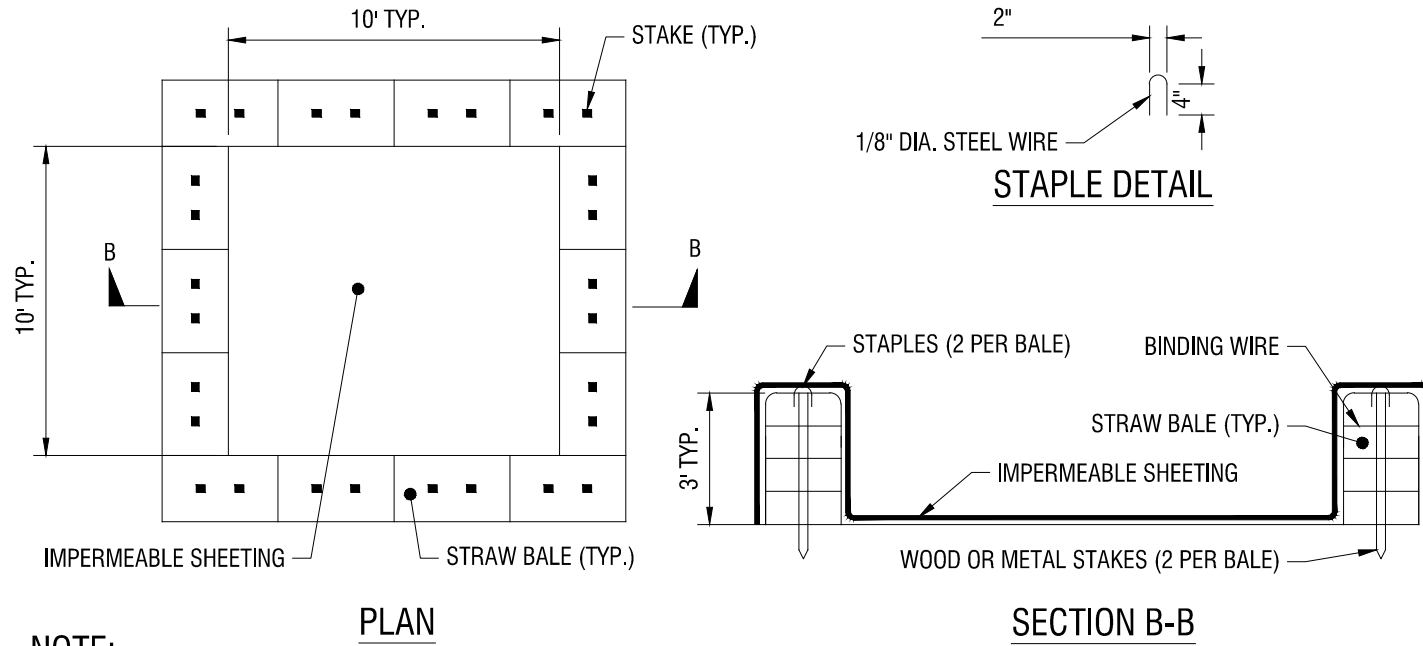 10' TYP.
STAKE (TYP.)
10' TYP.
B
B
IMPERMEABLE SHEETING
STRAW BALE (TYP.)
PLAN
2"
4"
1/8" DIA. STEEL WIRE
STAPLE DETAIL
STAPLES (2 PER BALE)
BINDING WIRE
STRAW BALE (TYP.)
3' TYP.
IMPERMEABLE SHEETING
WOOD OR METAL STAKES (2 PER BALE)
SECTION B-B
NOTE: